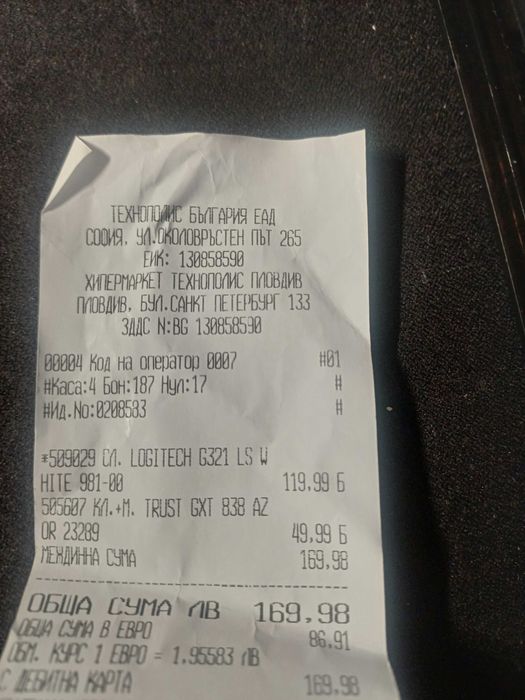 ТЕХНОПОЛИС БЪЛГАРИЯ ЕАД
СОФИЯ, УЛ.ОКОЛОВРЪСТЕН ПЪТ 265
ЕИК: 130858590
ХИПЕРМАРКЕТ ТЕХНОПОЛИС ПЛОВДИВ
ПЛОВДИВ, БУЛ.САНКТ ПЕТЕРБУРГ 133
ЗДДС N:BG 130858590
00004 Код на оператор 0007 #01
#Каса:4 Бон:187 Нул:17 #
#Ид.No:0208583 #
*509029 СЛ. LOGITECH G321 LS W
HITE 981-00 119,99 Б
505607 КЛ.+М. TRUST GXT 838 AZ
OR 23289 49,99 Б
МЕЖДИННА СУМА 169,98
ОБЩА СУМА ЛВ 169,98
ОБЩА СУМА В ЕВРО 86,91
ОБМ. КУРС 1 ЕВРО = 1,95583 ЛВ
С ДЕБИТНА КАРТА 169,98